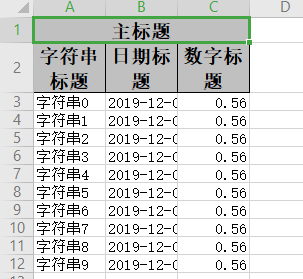 A B C D
1 主标题
2 字符串标题 日期标题 数字标题
3 字符串0 2019-12-0 0.56
4 字符串1 2019-12-0 0.56
5 字符串2 2019-12-0 0.56
6 字符串3 2019-12-0 0.56
7 字符串4 2019-12-0 0.56
8 字符串5 2019-12-0 0.56
9 字符串6 2019-12-0 0.56
10 字符串7 2019-12-0 0.56
11 字符串8 2019-12-0 0.56
12 字符串9 2019-12-0 0.56